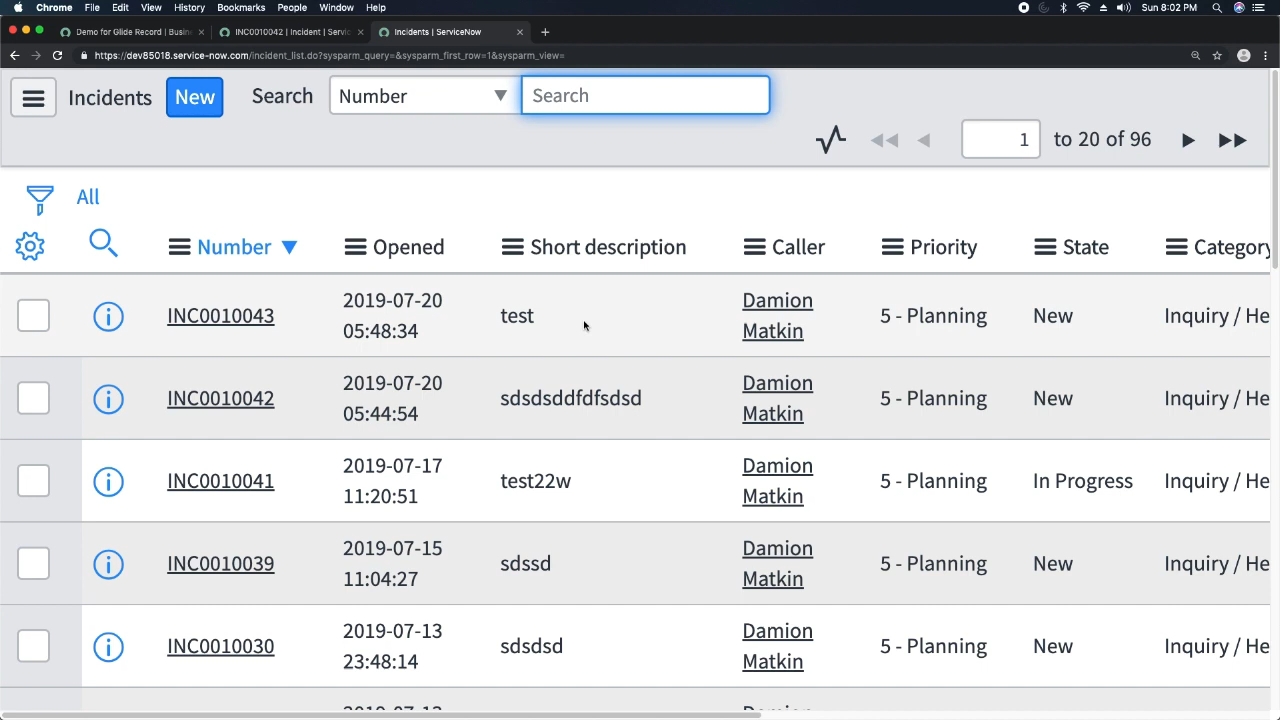 Chrome File Edit View History Bookmarks People Window Help Sun 8:02 PM
Demo for Glide Record | Busin INC0010042 | Incident | Servic Incidents | ServiceNow
https://dev85018.service-now.com/incident_list.do?sysparm_query=&sysparm_first_row=1&sysparm_view=
Incidents New Search Number Search
1 to 20 of 96
All
Number Opened Short description Caller Priority State Category
INC0010043 2019-07-20 05:48:34 test Damion Matkin 5 - Planning New Inquiry / He
INC0010042 2019-07-20 05:44:54 sdsdsddfdfsdsd Damion Matkin 5 - Planning New Inquiry / He
INC0010041 2019-07-17 11:20:51 test22w Damion Matkin 5 - Planning In Progress Inquiry / He
INC0010039 2019-07-15 11:04:27 sdssd Damion Matkin 5 - Planning New Inquiry / He
INC0010030 2019-07-13 23:48:14 sdsdsd Damion Matkin 5 - Planning New Inquiry / He